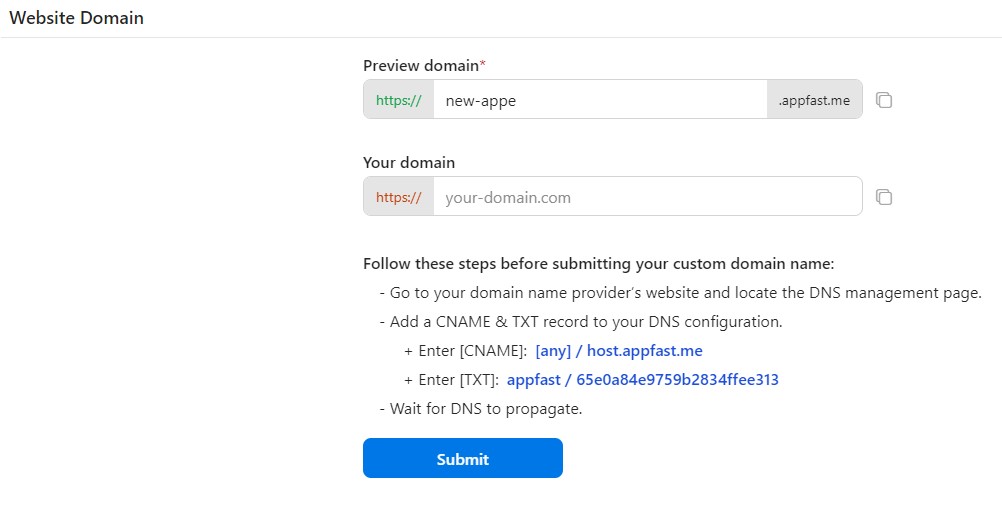 Website Domain
Preview domain*
https:// new-appe .appfast.me
Your domain
https:// your-domain.com
Follow these steps before submitting your custom domain name:
- Go to your domain name provider's website and locate the DNS management page.
- Add a CNAME & TXT record to your DNS configuration.
+ Enter [CNAME]: [any] / host.appfast.me
+ Enter [TXT]: appfast / 65e0a84e9759b2834ffee313
- Wait for DNS to propagate.
Submit